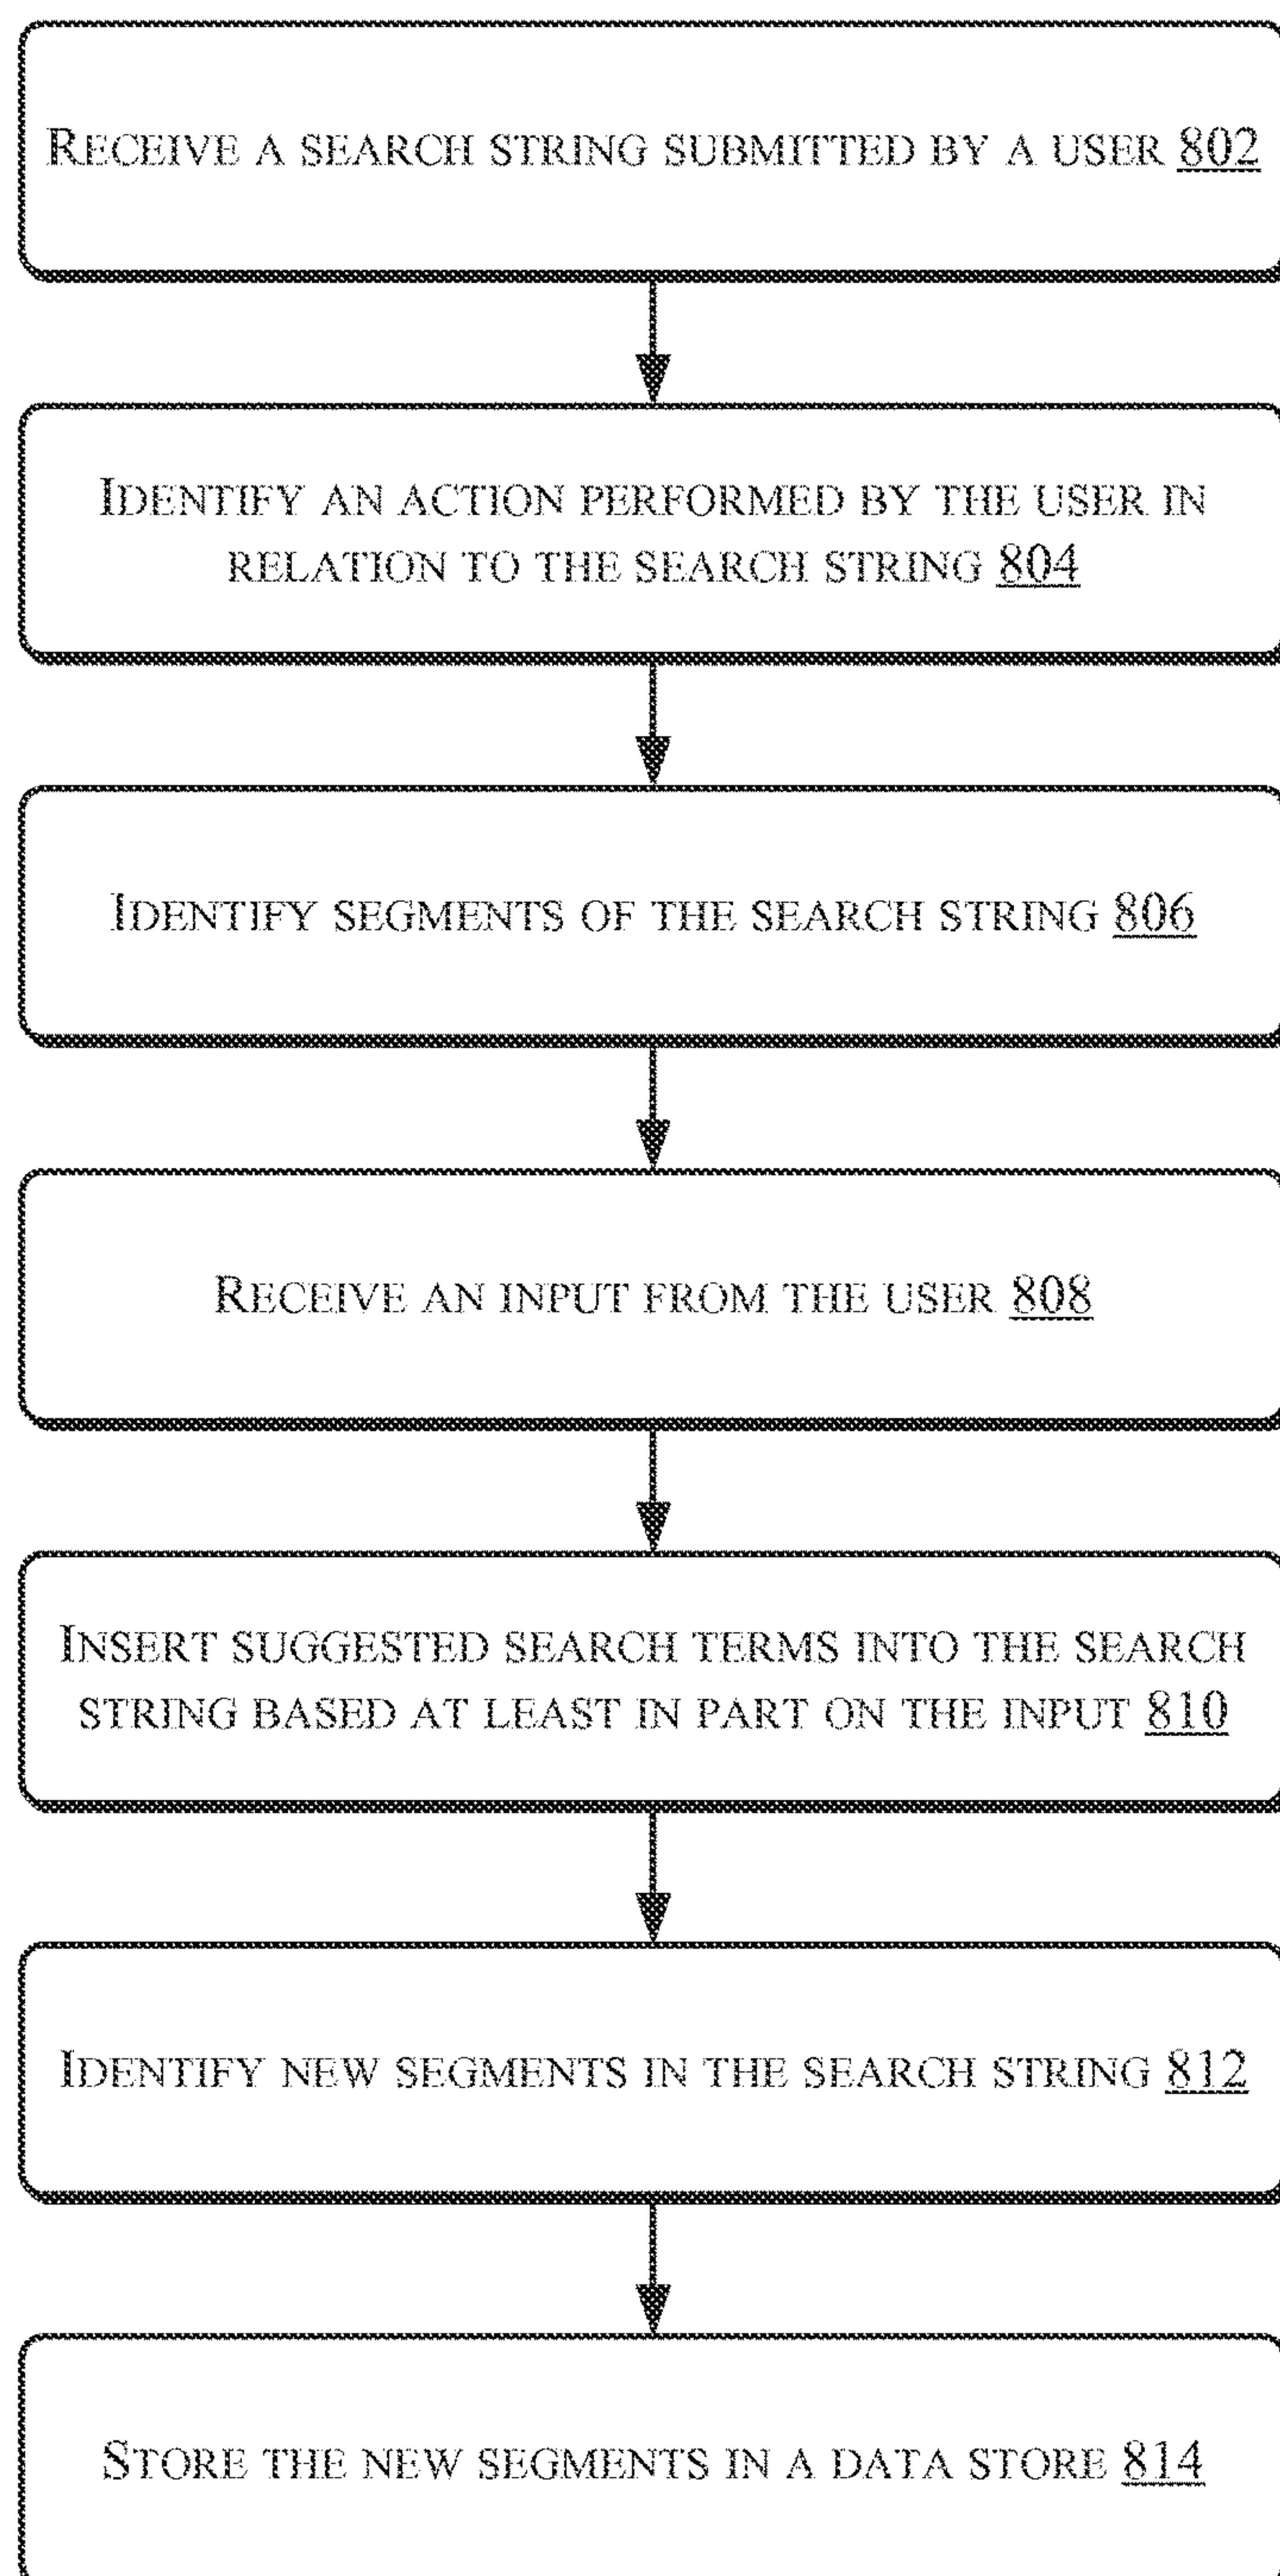 RECEIVE A SEARCH STRING SUBMITTED BY A USER 802
IDENTIFY AN ACTION PERFORMED BY THE USER IN
RELATION TO THE SEARCH STRING 804
IDENTIFY SEGMENTS OF THE SEARCH STRING 806
RECEIVE AN INPUT FROM THE USER 808
INSERT SUGGESTED SEARCH TERMS INTO THE SEARCH
STRING BASED AT LEAST IN PART ON THE INPUT 810
IDENTIFY NEW SEGMENTS IN THE SEARCH STRING 812
STORE THE NEW SEGMENTS IN A DATA STORE 814